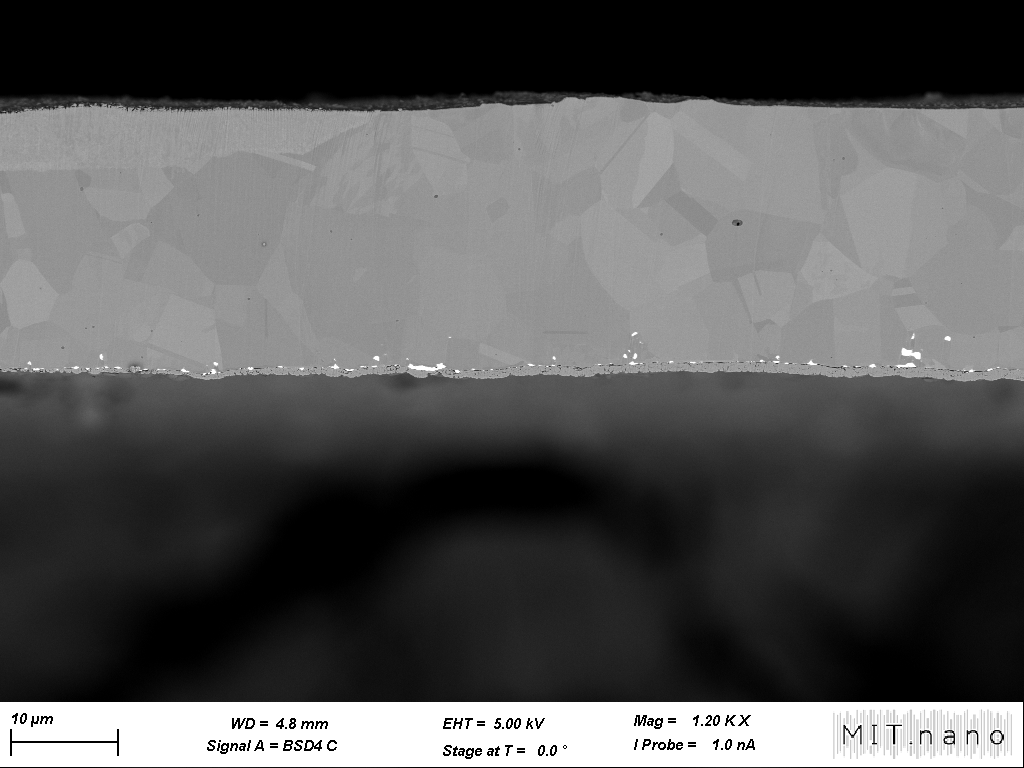 10 µm
WD = 4.8 mm
Signal A = BSD4 C
EHT = 5.00 kV
Stage at T = 0.0 °
Mag = 1.20 K X
I Probe = 1.0 nA
MIT.nano